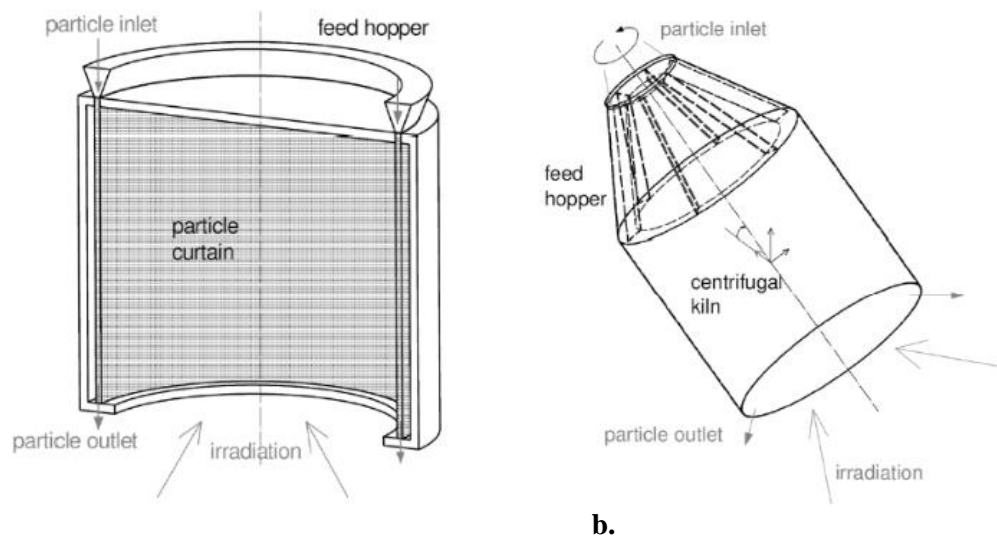 particle inlet
feed hopper
particle
curtain
particle outlet
irradiation
particle inlet
feed
hopper
centrifugal
kiln
particle outlet
irradiation
b.